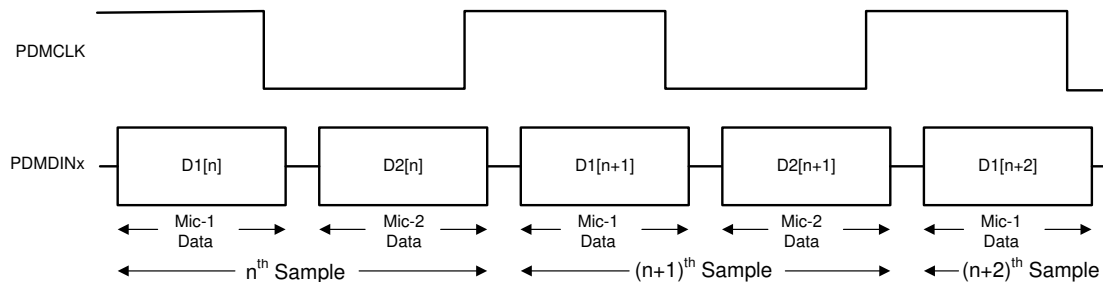 PDMCLK
PDMDINx
D1[n]
D2[n]
D1[n+1]
D2[n+1]
D1[n+2]
Mic-1
Data
Mic-2
Data
Mic-1
Data
Mic-2
Data
Mic-1
Data
nth Sample
(n+1)th Sample
(n+2)th Sample